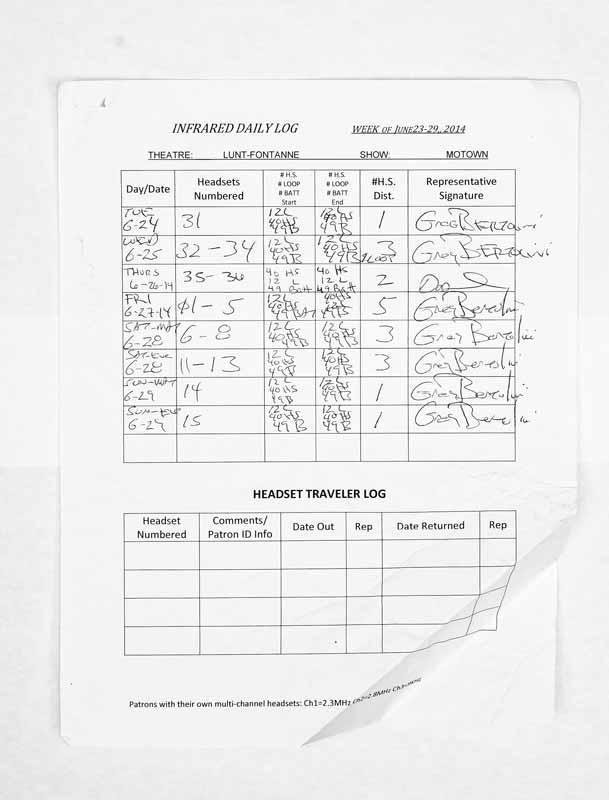 INFRARED DAILY LOG WEEK OF JUNE23-29, 2014
THEATRE: LUNT-FONTANNE SHOW: MOTOWN
Day/Date Headsets Numbered # H.S. # LOOP # BATT Start # H.S. # LOOP # BATT End #H.S. Dist. Representative Signature
TUE 6-24 31 12L 40HS 49B 12L 40HS 49B 1 Greg Bertolini
WED 6-25 32-34 12L 40HS 49B 12L 40HS 49B 1 LOOP 3 Greg Bertolini
THURS 6-26-14 35-36 40 HS 12 L 49 Batt 40 HS 12 L 49 Batt 2
FRI 6-27-14 01-5 12L 40HS 49BAT 40HS 12L 49B 5 Greg Bertolini
SAT-MAT 6-28 6-8 12L 40HS 49B 12L 40HS 49B 3 Greg Bertolini
SAT-EVE 6-28 11-13 12L 40HS 49B 12L 40HS 49B 3 Greg Bertolini
SUN-MAT 6-29 14 12L 40HS 49B 12L 40HS 49B 1 Greg Bertolini
SUN-EVE 6-29 15 12L 40HS 49B 12L 40HS 49B 1 Greg Bertolini
HEADSET TRAVELER LOG
Headset Numbered Comments/ Patron ID Info Date Out Rep Date Returned Rep
Patrons with their own multi-channel headsets: Ch1=2.3MHz Ch2=2.8MHz